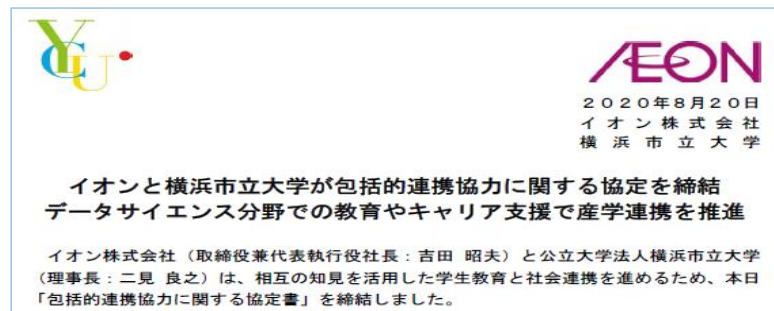 YCU
ÆON
2020年8月20日
イオン株式会社
横浜市立大学
イオンと横浜市立大学が包括的連携協力に関する協定を締結
データサイエンス分野での教育やキャリア支援で産学連携を推進
イオン株式会社（取締役兼代表執行役社長：吉田 昭夫）と公立大学法人横浜市立大学
（理事長：二見 良之）は、相互の知見を活用した学生教育と社会連携を進めるため、本日
「包括的連携協力に関する協定書」を締結しました。